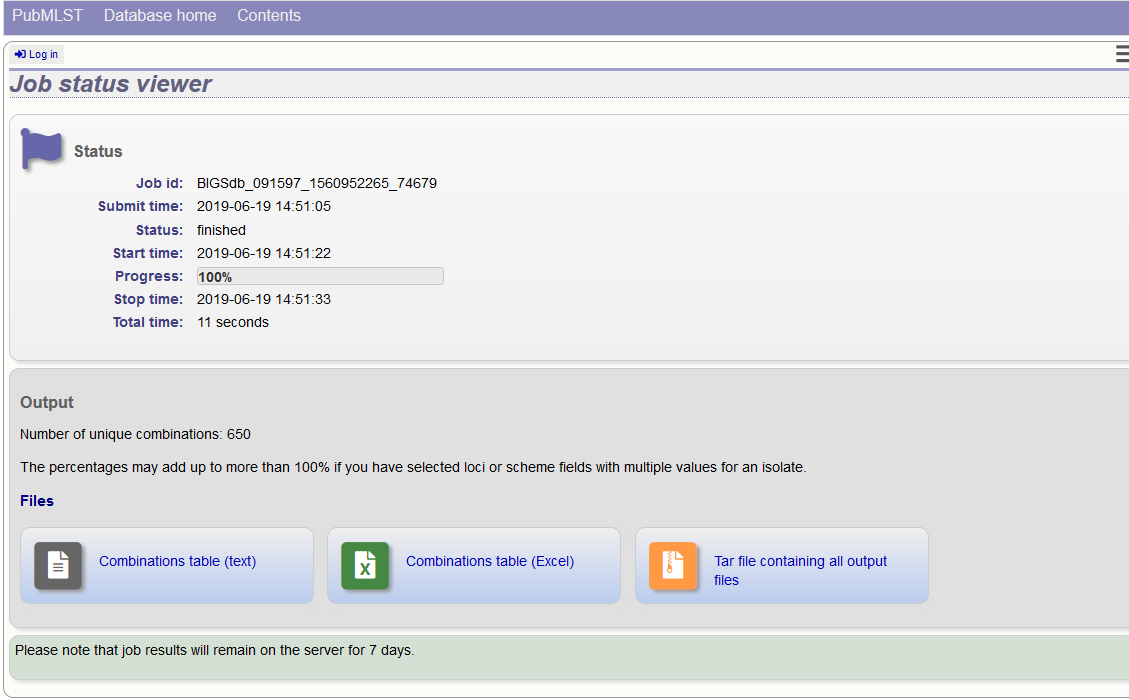 PubMLST Database home Contents
Log in
Job status viewer
Status
Job id: BIGSdb_091597_1560952265_74679
Submit time: 2019-06-19 14:51:05
Status: finished
Start time: 2019-06-19 14:51:22
Progress: 100%
Stop time: 2019-06-19 14:51:33
Total time: 11 seconds
Output
Number of unique combinations: 650
The percentages may add up to more than 100% if you have selected loci or scheme fields with multiple values for an isolate.
Files
Combinations table (text)
Combinations table (Excel)
Tar file containing all output
files
Please note that job results will remain on the server for 7 days.